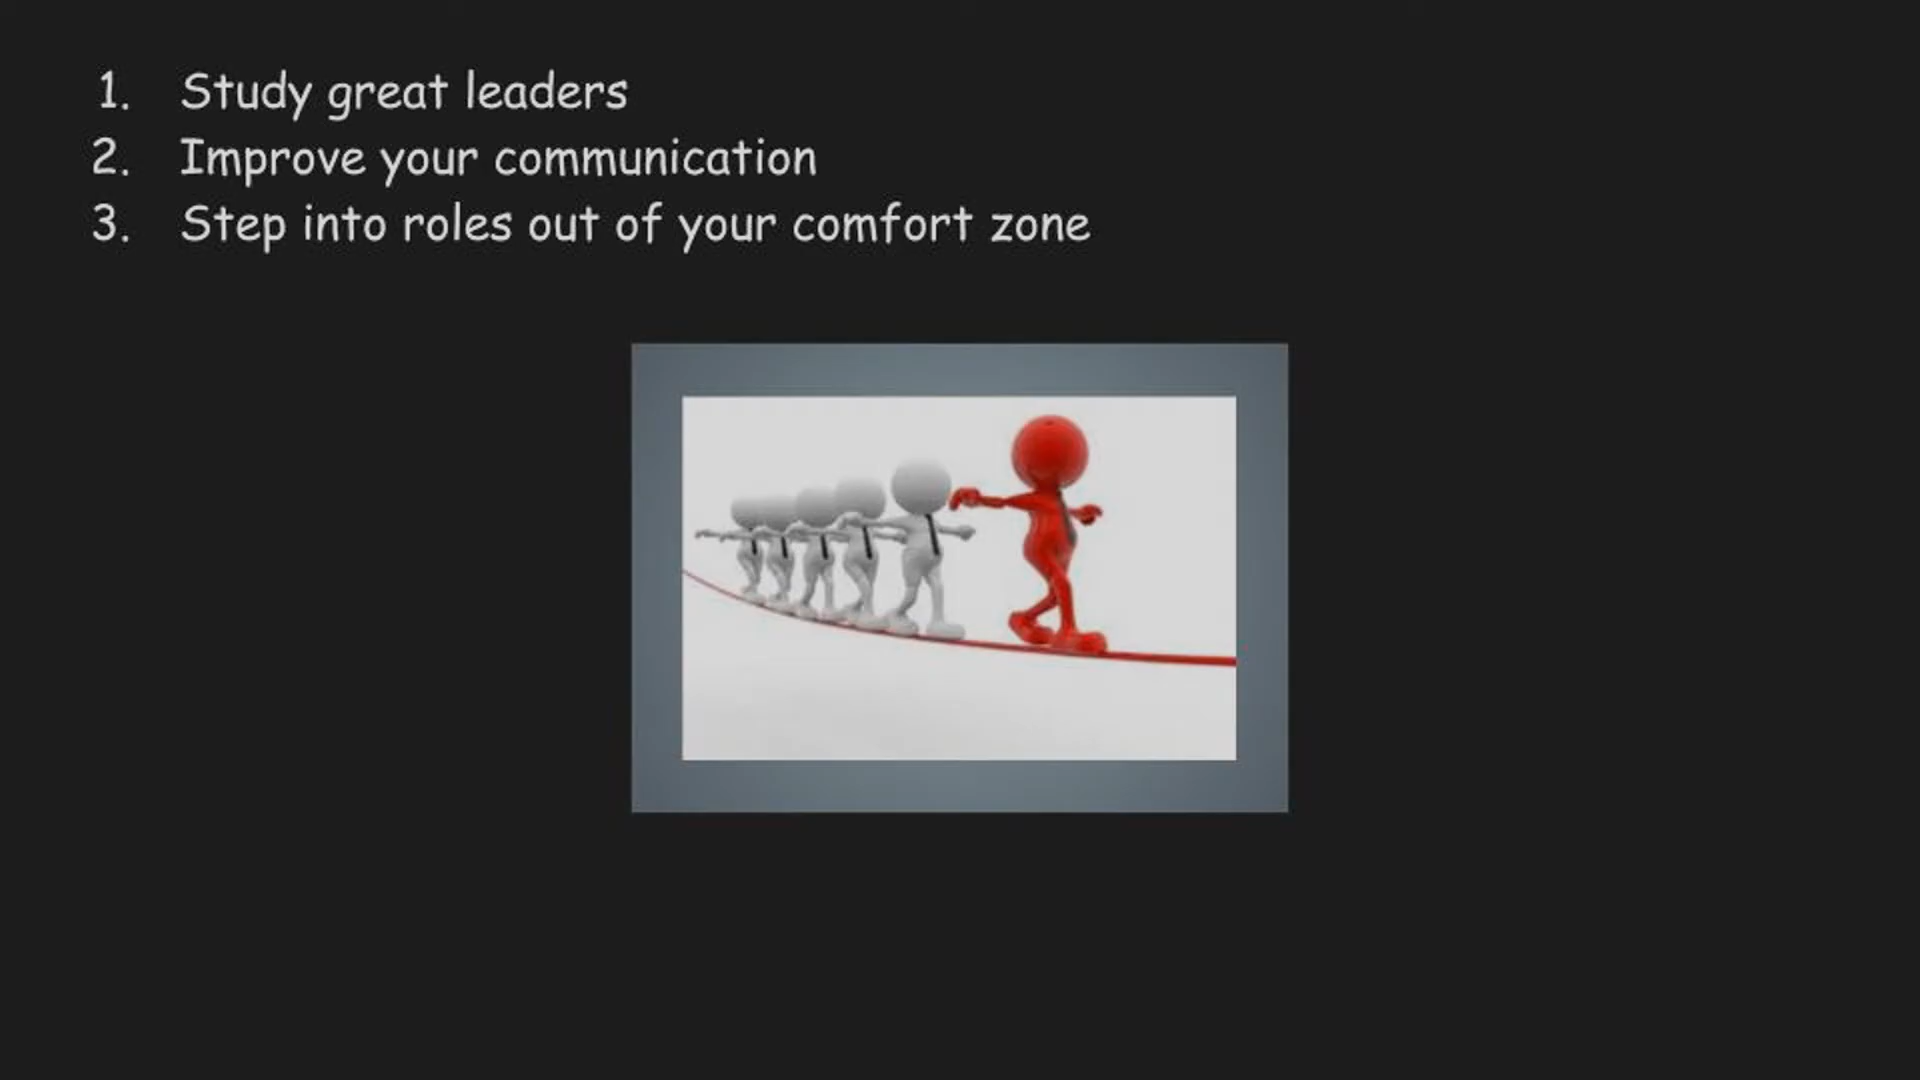 1. Study great leaders
2. Improve your communication
3. Step into roles out of your comfort zone